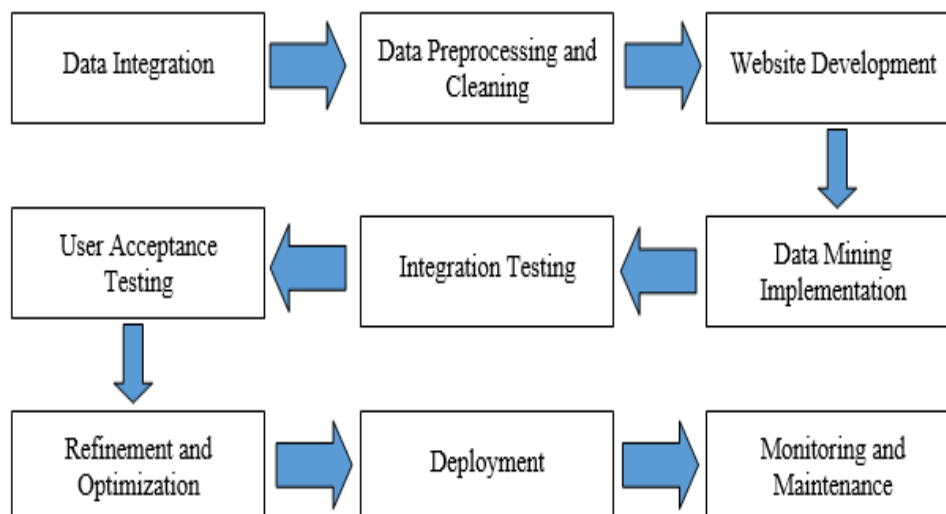 Data Integration
Data Preprocessing and
Cleaning
Website Development
Data Mining
Implementation
Integration Testing
User Acceptance
Testing
Refinement and
Optimization
Deployment
Monitoring and
Maintenance